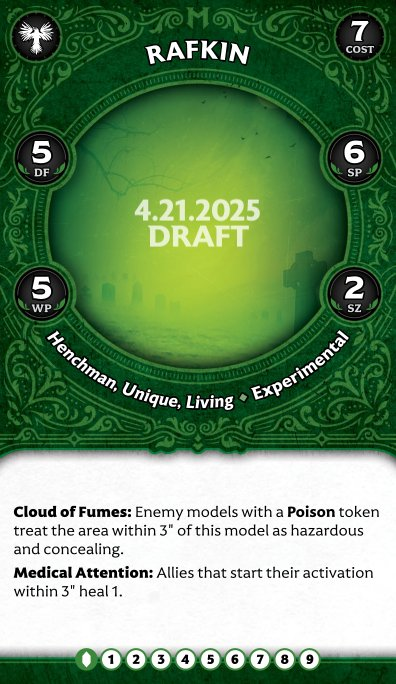 RAFKIN
7
COST
5
DF
6
SP
4.21.2025
DRAFT
5
WP
2
SZ
Henchman, Unique, Living ♦ Experimental
Cloud of Fumes: Enemy models with a Poison token
treat the area within 3" of this model as hazardous
and concealing.
Medical Attention: Allies that start their activation
within 3" heal 1.
1 2 3 4 5 6 7 8 9